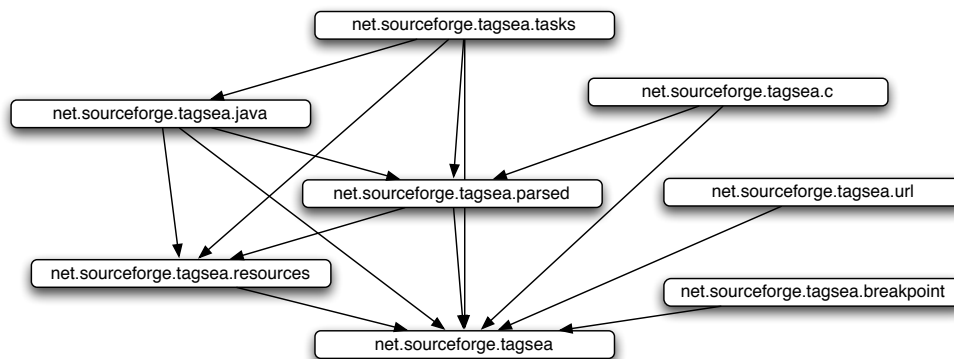 net.sourceforge.tagsea.tasks
net.sourceforge.tagsea.c
net.sourceforge.tagsea.java
net.sourceforge.tagsea.parsed
net.sourceforge.tagsea.url
net.sourceforge.tagsea.resources
net.sourceforge.tagsea.breakpoint
net.sourceforge.tagsea